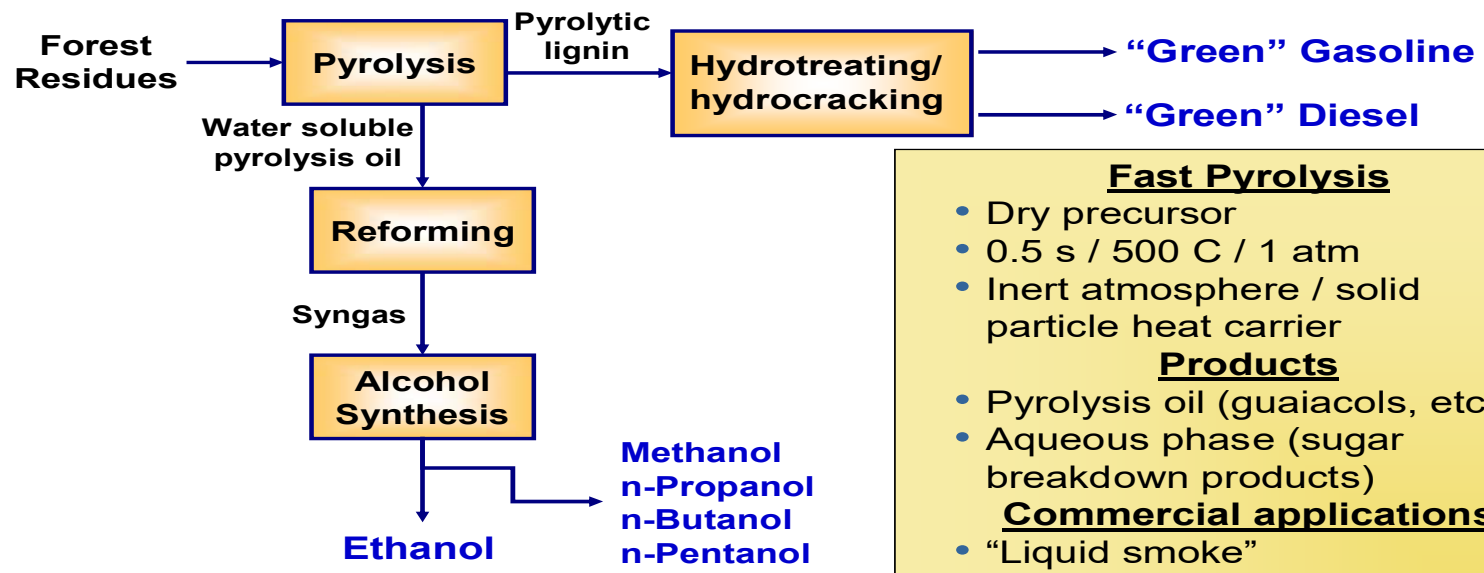 Forest
Residues
Pyrolysis
Pyrolytic
lignin
Hydrotreating/
hydrocracking
“Green” Gasoline
“Green” Diesel
Water soluble
pyrolysis oil
Reforming
Syngas
Alcohol
Synthesis
Ethanol
Methanol
n-Propanol
n-Butanol
n-Pentanol
Fast Pyrolysis
• Dry precursor
• 0.5 s / 500 C / 1 atm
• Inert atmosphere / solid
particle heat carrier
Products
• Pyrolysis oil (guaiacols, etc
• Aqueous phase (sugar
breakdown products)
Commercial applications
• “Liquid smoke”